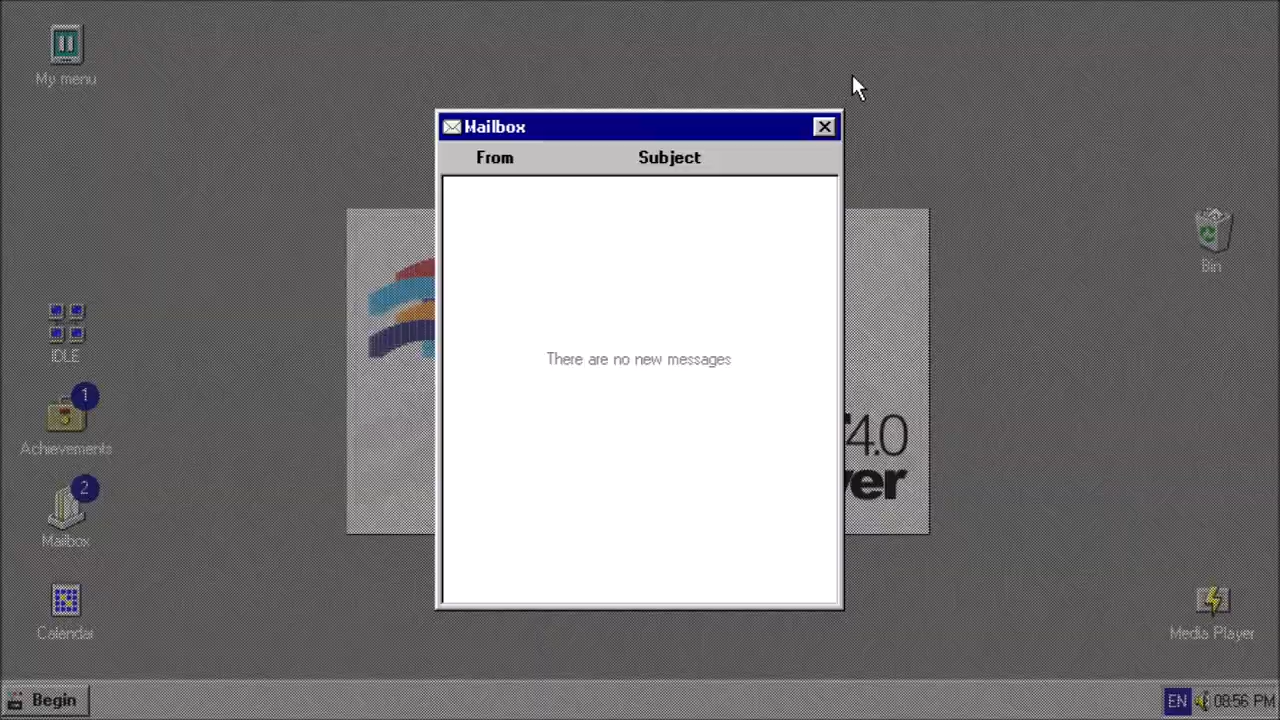 My menu
Mailbox
From Subject
There are no new messages
Bin
IDLE
1
Achievements
4.0
ver
2
Mailbox
Calendar
Media Player
Begin
EN 08:56 PM